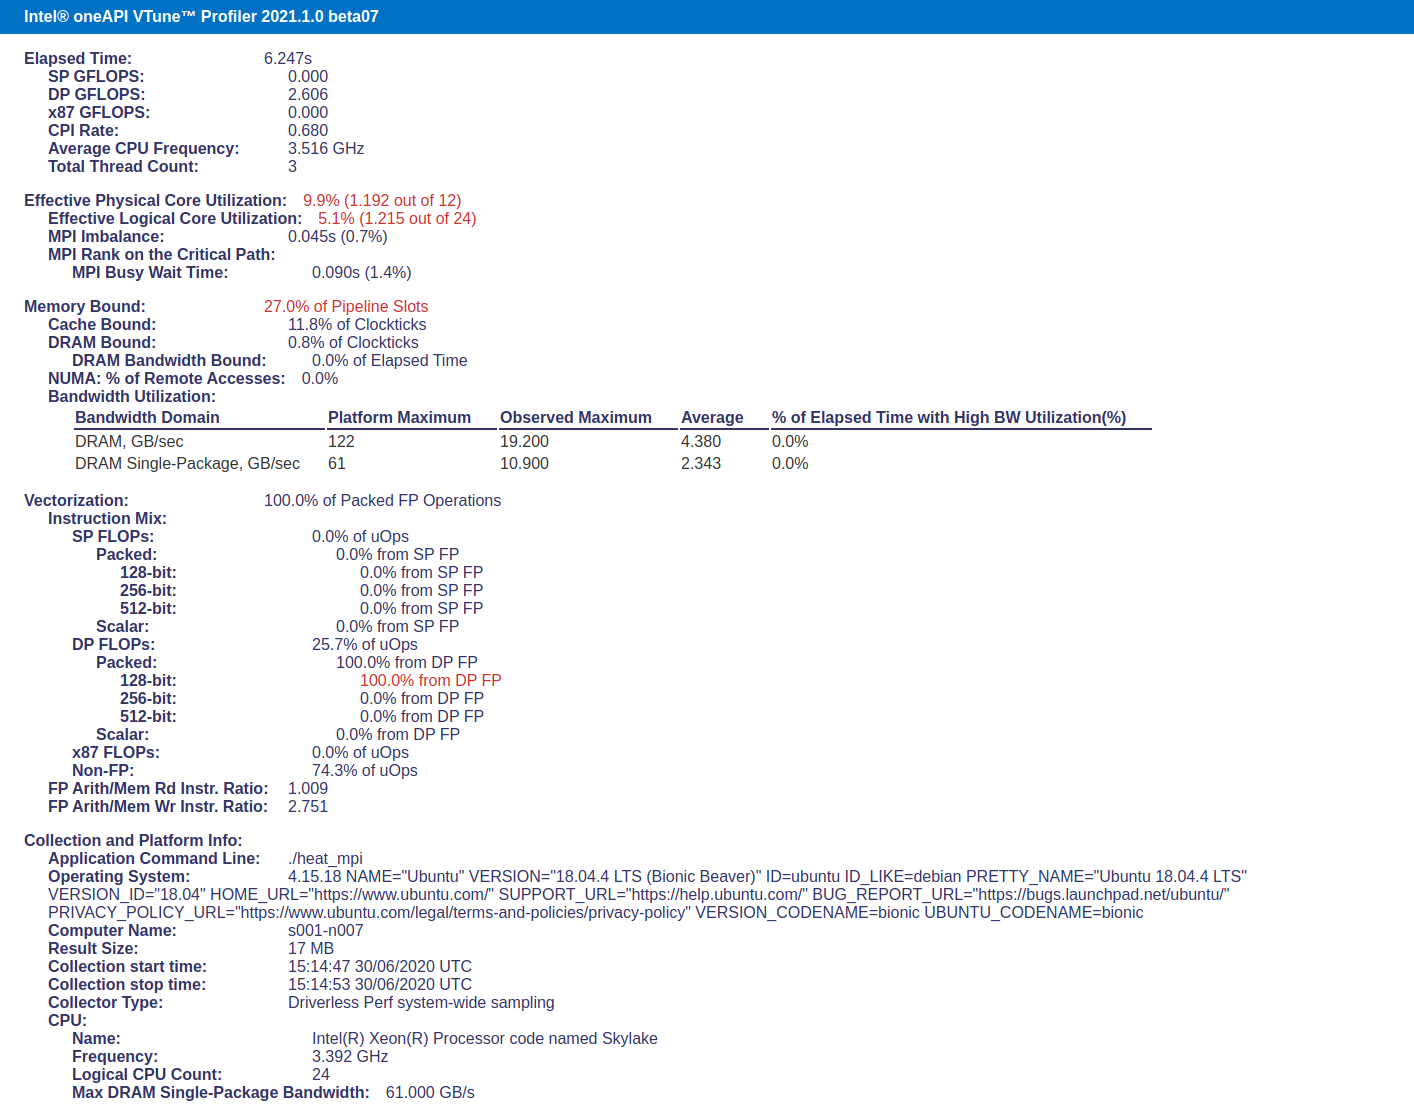 Intel® oneAPI VTune™ Profiler 2021.1.0 beta07
Elapsed Time: 6.247s
SP GFLOPS: 0.000
DP GFLOPS: 2.606
x87 GFLOPS: 0.000
CPI Rate: 0.680
Average CPU Frequency: 3.516 GHz
Total Thread Count: 3
Effective Physical Core Utilization: 9.9% (1.192 out of 12)
Effective Logical Core Utilization: 5.1% (1.215 out of 24)
MPI Imbalance: 0.045s (0.7%)
MPI Rank on the Critical Path:
MPI Busy Wait Time: 0.090s (1.4%)
Memory Bound: 27.0% of Pipeline Slots
Cache Bound: 11.8% of Clockticks
DRAM Bound: 0.8% of Clockticks
DRAM Bandwidth Bound: 0.0% of Elapsed Time
NUMA: % of Remote Accesses: 0.0%
Bandwidth Utilization:
Bandwidth Domain Platform Maximum Observed Maximum Average % of Elapsed Time with High BW Utilization(%)
DRAM, GB/sec 122 19.200 4.380 0.0%
DRAM Single-Package, GB/sec 61 10.900 2.343 0.0%
Vectorization: 100.0% of Packed FP Operations
Instruction Mix:
SP FLOPs: 0.0% of uOps
Packed: 0.0% from SP FP
128-bit: 0.0% from SP FP
256-bit: 0.0% from SP FP
512-bit: 0.0% from SP FP
Scalar: 0.0% from SP FP
DP FLOPs: 25.7% of uOps
Packed: 100.0% from DP FP
128-bit: 100.0% from DP FP
256-bit: 0.0% from DP FP
512-bit: 0.0% from DP FP
Scalar: 0.0% from DP FP
x87 FLOPs: 0.0% of uOps
Non-FP: 74.3% of uOps
FP Arith/Mem Rd Instr. Ratio: 1.009
FP Arith/Mem Wr Instr. Ratio: 2.751
Collection and Platform Info:
Application Command Line: ./heat_mpi
Operating System: 4.15.18 NAME="Ubuntu" VERSION="18.04.4 LTS (Bionic Beaver)" ID=ubuntu ID_LIKE=debian PRETTY_NAME="Ubuntu 18.04.4 LTS"
VERSION_ID="18.04" HOME_URL="https://www.ubuntu.com/" SUPPORT_URL="https://help.ubuntu.com/" BUG_REPORT_URL="https://bugs.launchpad.net/ubuntu/"
PRIVACY_POLICY_URL="https://www.ubuntu.com/legal/terms-and-policies/privacy-policy" VERSION_CODENAME=bionic UBUNTU_CODENAME=bionic
Computer Name: s001-n007
Result Size: 17 MB
Collection start time: 15:14:47 30/06/2020 UTC
Collection stop time: 15:14:53 30/06/2020 UTC
Collector Type: Driverless Perf system-wide sampling
CPU:
Name: Intel(R) Xeon(R) Processor code named Skylake
Frequency: 3.392 GHz
Logical CPU Count: 24
Max DRAM Single-Package Bandwidth: 61.000 GB/s